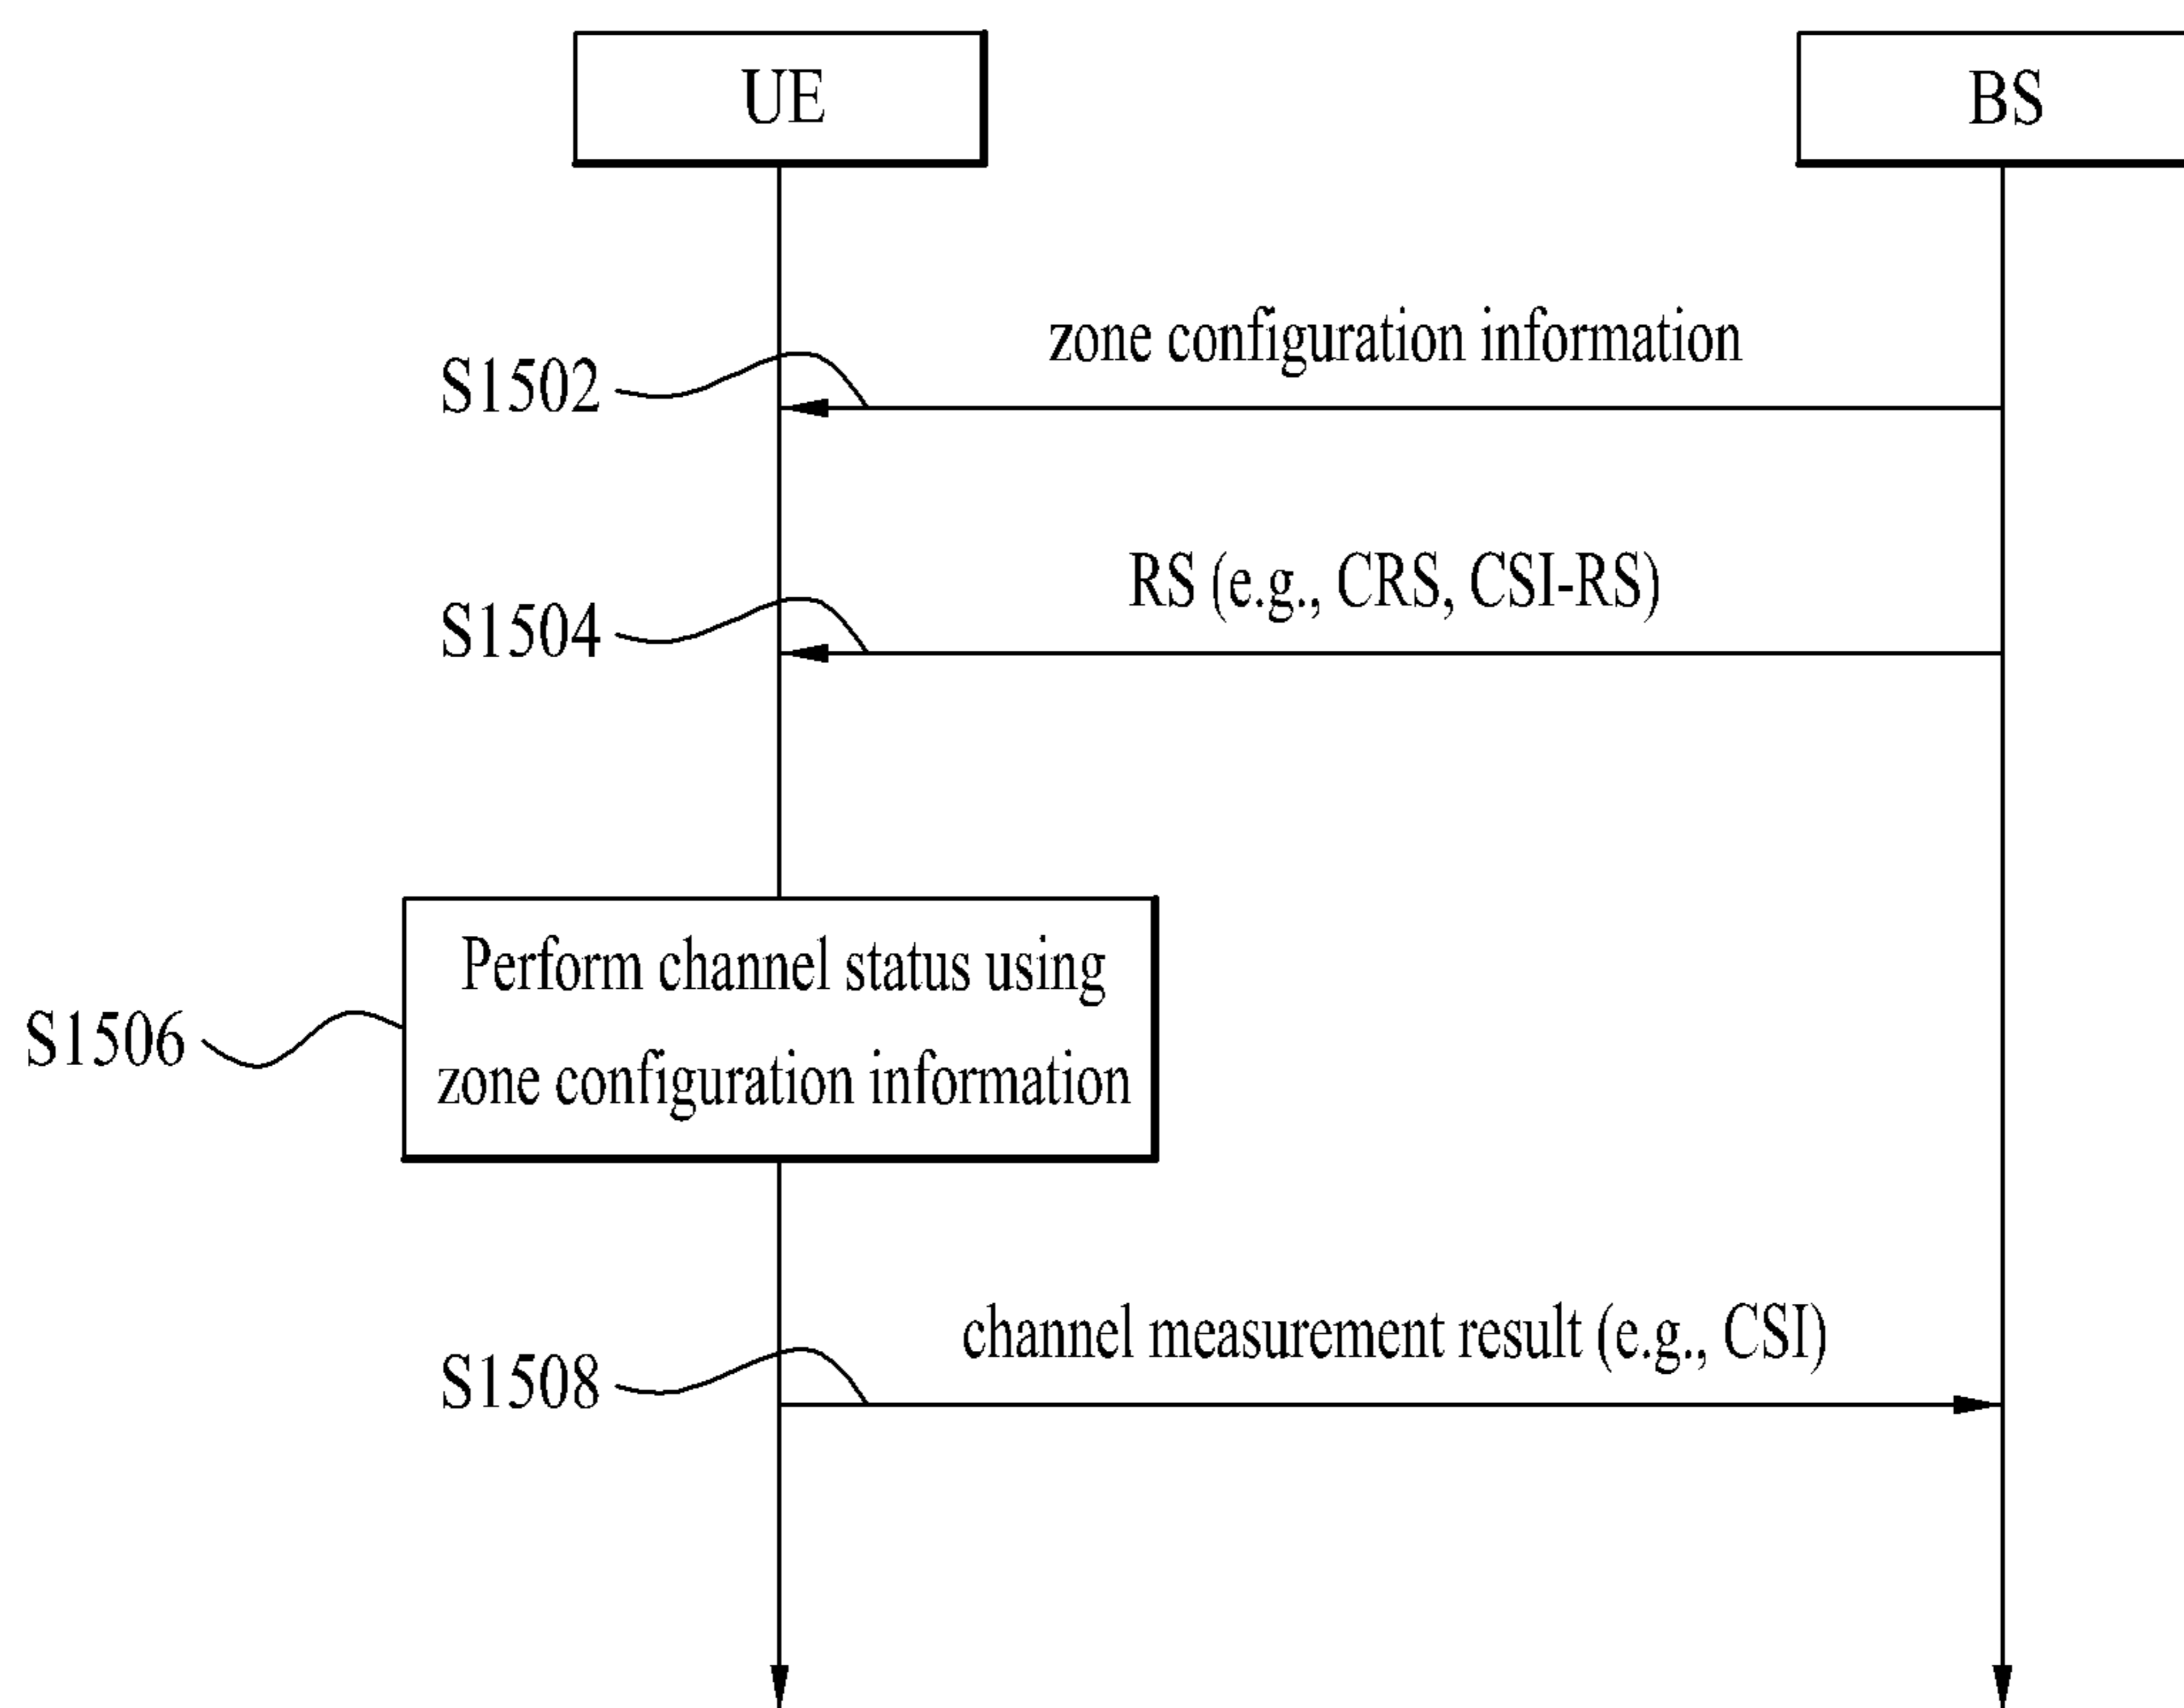 UE
BS
zone configuration information
S1502
RS (e.g., CRS, CSI-RS)
S1504
Perform channel status using
zone configuration information
S1506
channel measurement result (e.g., CSI)
S1508